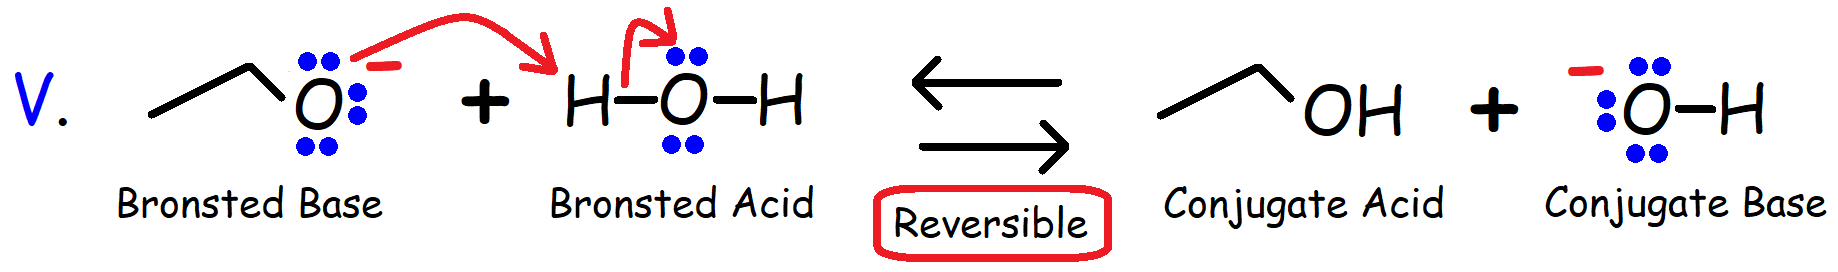 V.
O − + H−O−H OH + − O−H
Bronsted Base Bronsted Acid Conjugate Acid Conjugate Base
Reversible